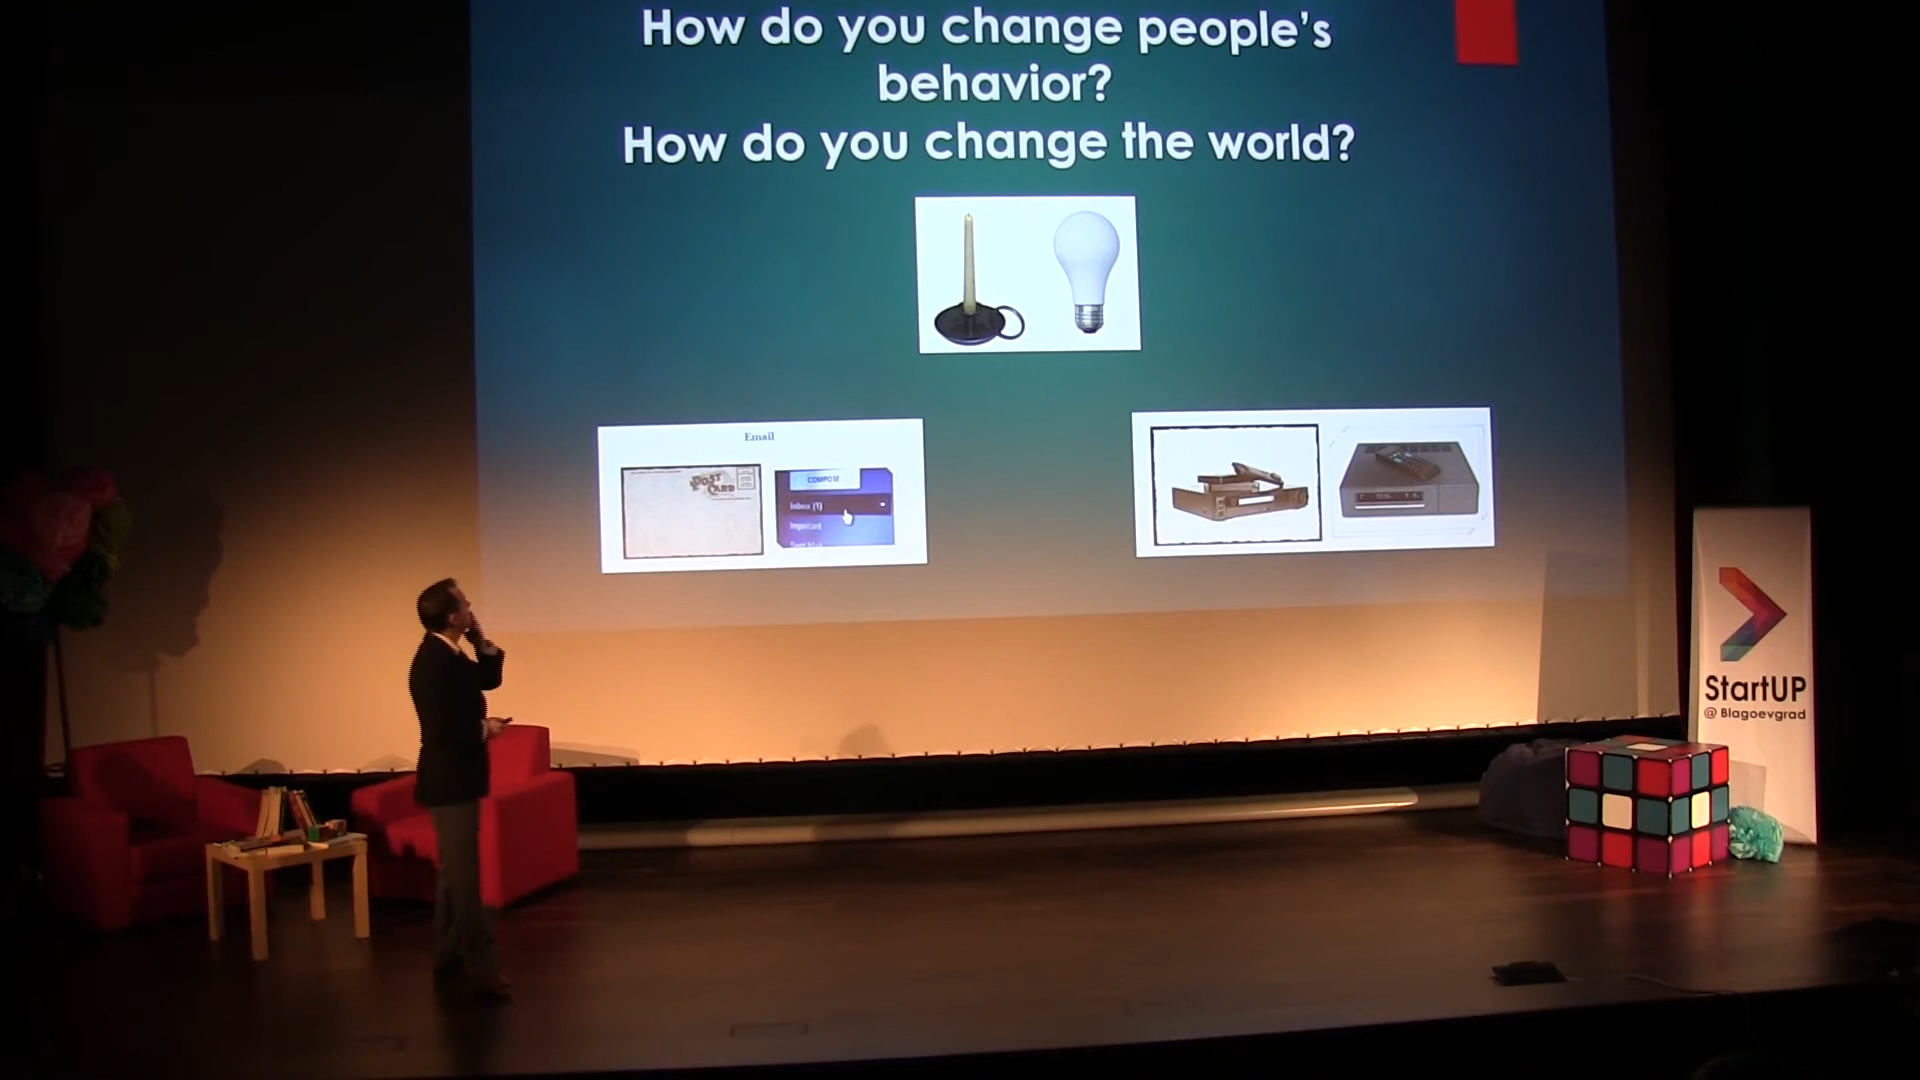 How do you change people's
behavior?
How do you change the world?
Email
POST
CARD
COMPOSE
Inbox (1)
Important
StartUP
@ Blagoevgrad